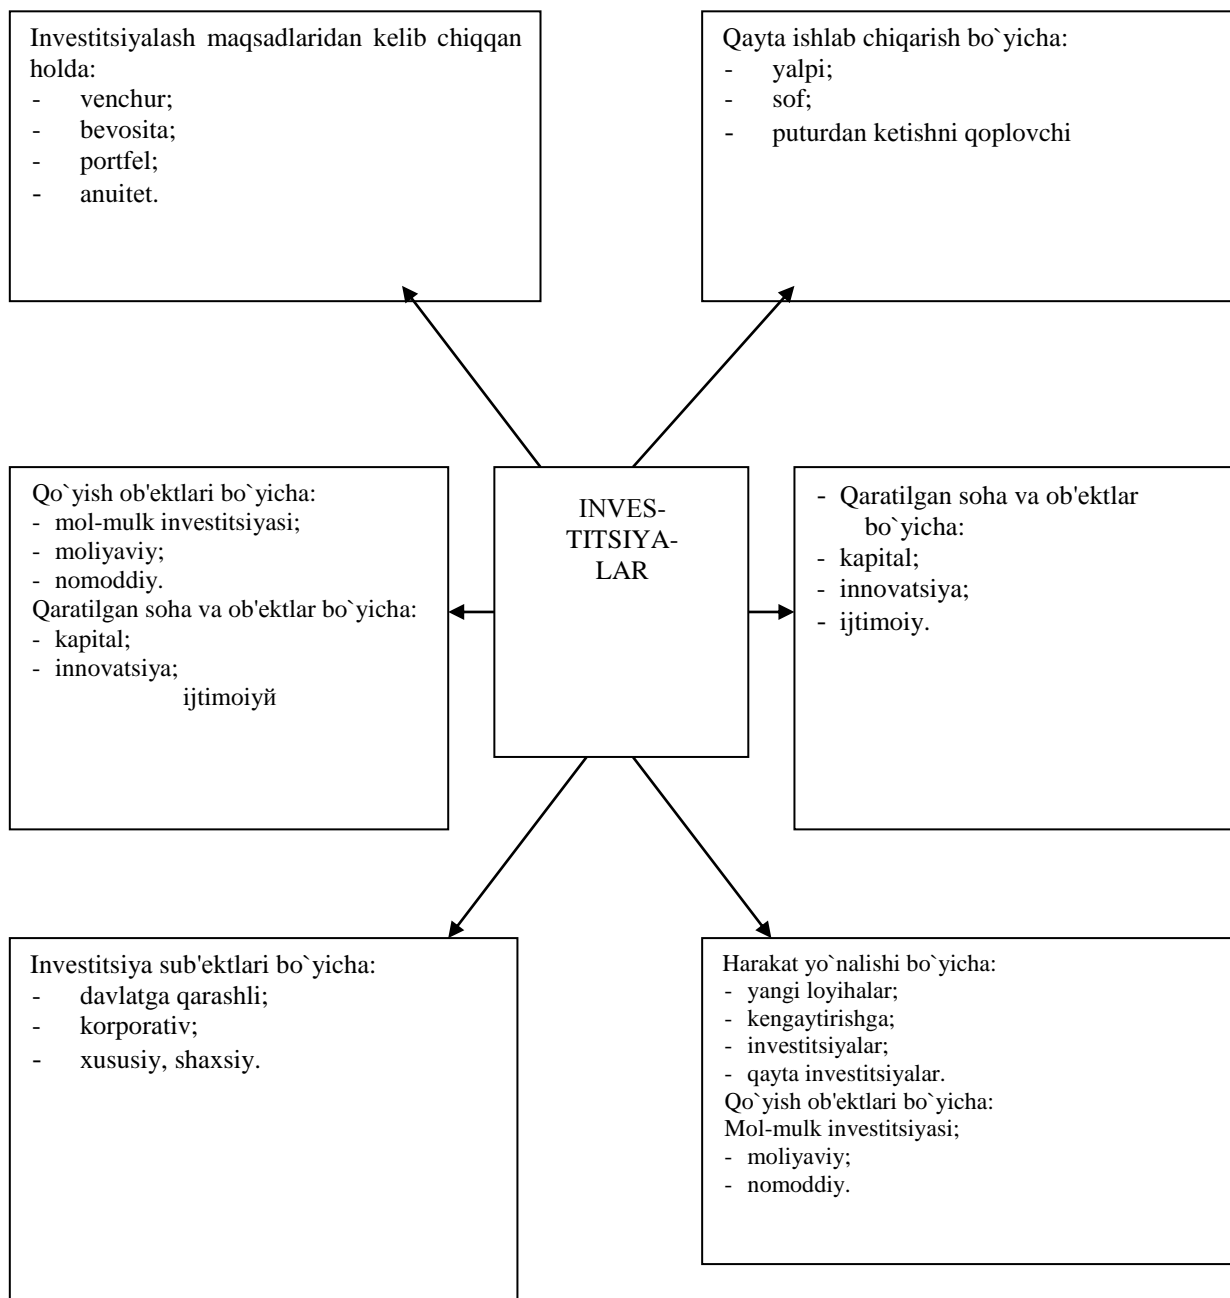 Investitsiyalash maqsadlaridan kelib chiqqan
holda:
- venchur;
- bevosita;
- portfel;
- anuitet.
Qayta ishlab chiqarish bo`yicha:
- yalpi;
- sof;
- puturdan ketishni qoplovchi
Qo`yish ob'ektlari bo`yicha:
- mol-mulk investitsiyasi;
- moliyaviy;
- nomoddiy.
Qaratilgan soha va ob'ektlar bo`yicha:
- kapital;
- innovatsiya;
ijtimoiyй
INVES-
TITSIYA-
LAR
- Qaratilgan soha va ob'ektlar
bo`yicha:
- kapital;
- innovatsiya;
- ijtimoiy.
Investitsiya sub'ektlari bo`yicha:
- davlatga qarashli;
- korporativ;
- xususiy, shaxsiy.
Harakat yo`nalishi bo`yicha:
- yangi loyihalar;
- kengaytirishga;
- investitsiyalar;
- qayta investitsiyalar.
Qo`yish ob'ektlari bo`yicha:
Mol-mulk investitsiyasi;
- moliyaviy;
- nomoddiy.